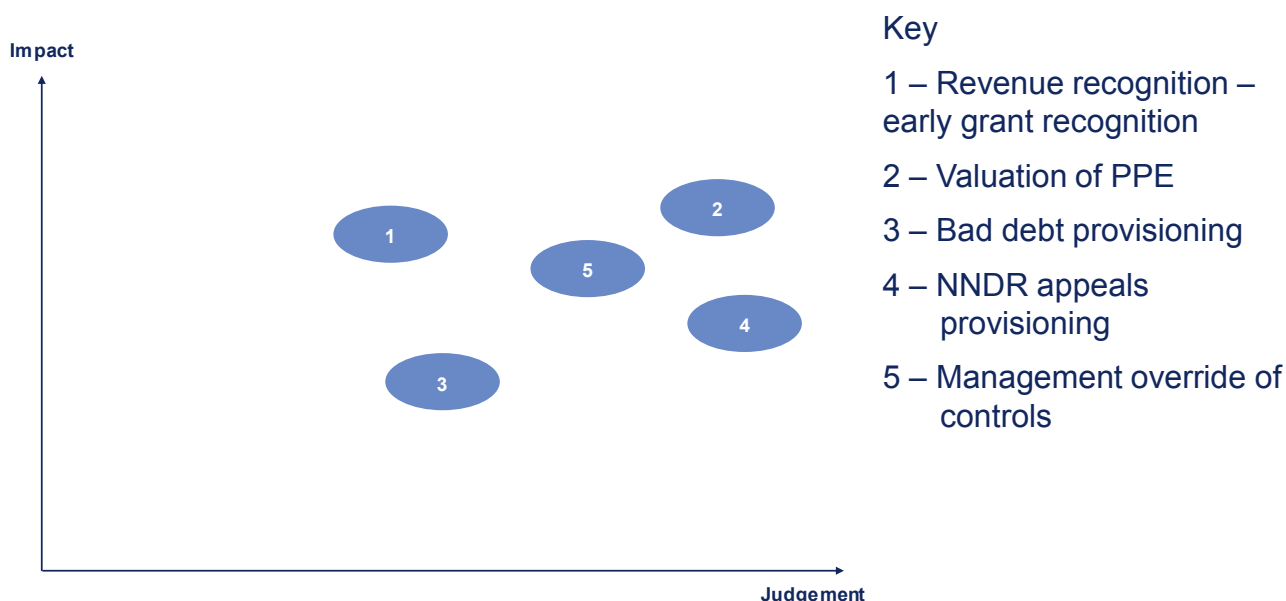 Impact
1
2
5
4
3
Judgement
Key
1 – Revenue recognition –
early grant recognition
2 – Valuation of PPE
3 – Bad debt provisioning
4 – NNDR appeals
provisioning
5 – Management override of
controls